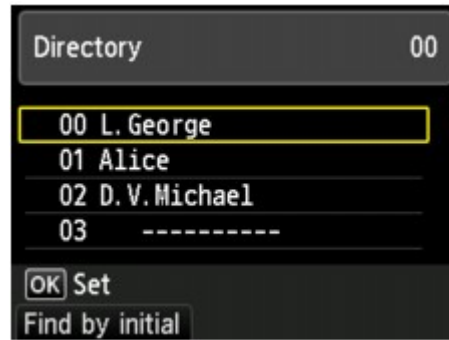 Directory 00
00 L.George
01 Alice
02 D.V.Michael
03 ----------
OK Set
Find by initial